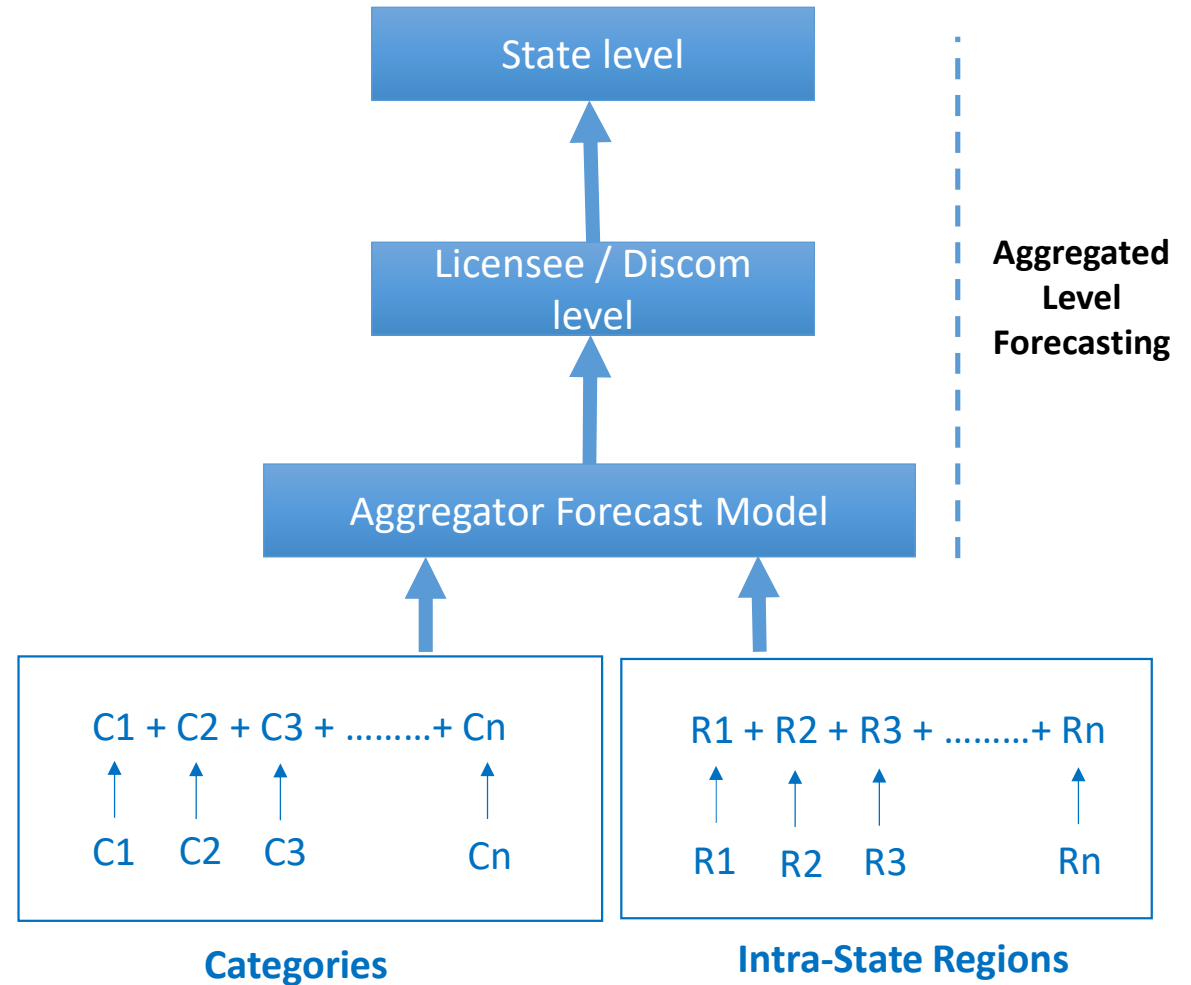 State level
Licensee / Discom
level
Aggregated
Level
Forecasting
Aggregator Forecast Model
C1 + C2 + C3 + .........+ Cn
C1 C2 C3 Cn
Categories
R1 + R2 + R3 + .........+ Rn
R1 R2 R3 Rn
Intra-State Regions